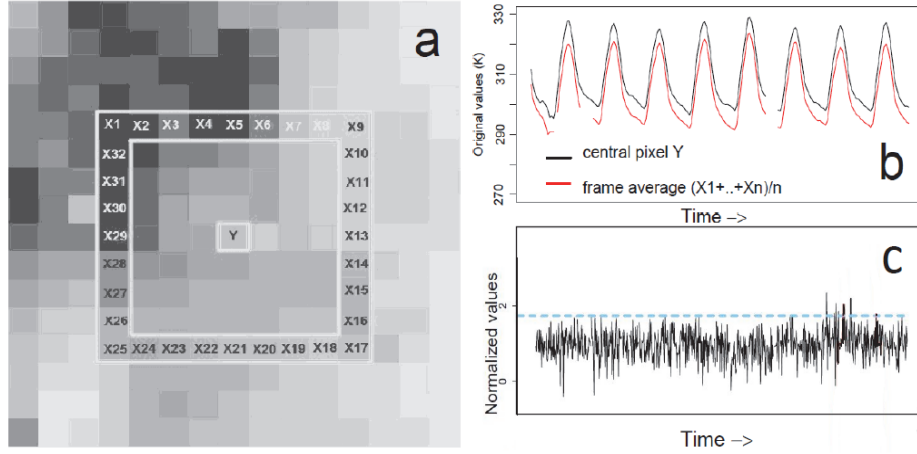 a
X1 X2 X3 X4 X5 X6 X7 X8 X9
X32 X10
X31 X11
X30 X12
X29 Y X13
X28 X14
X27 X15
X26 X16
X25 X24 X23 X22 X21 X20 X19 X18 X17
Original values (K)
330
310
290
270
central pixel Y
frame average (X1+..+Xn)/n
b
Time –>
Normalized values
2
0
c
Time –>